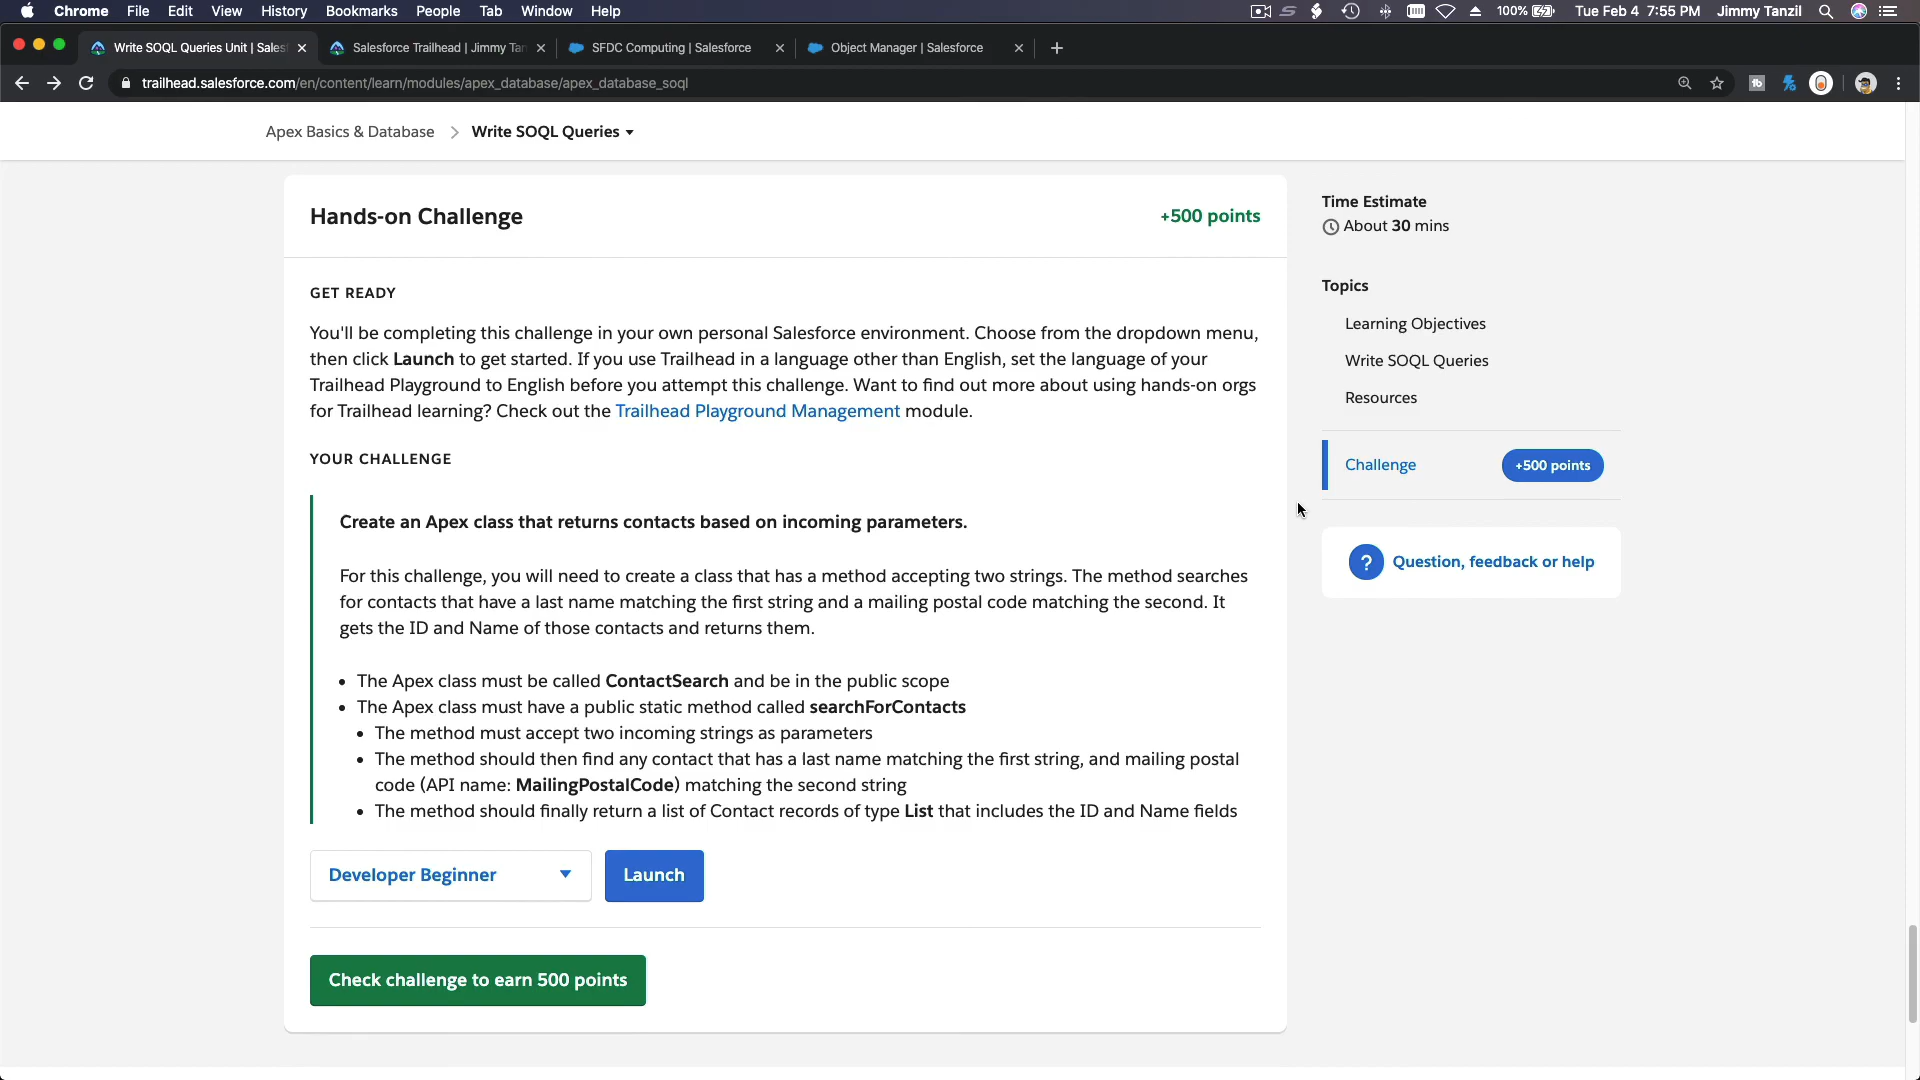 Chrome File Edit View History Bookmarks People Tab Window Help 100% Tue Feb 4 7:55 PM Jimmy Tanzil
Write SOQL Queries Unit | Sales Salesforce Trailhead | Jimmy Tan SFDC Computing | Salesforce Object Manager | Salesforce
trailhead.salesforce.com/en/content/learn/modules/apex_database/apex_database_soql
Apex Basics & Database Write SOQL Queries
Hands-on Challenge
+500 points
GET READY
You'll be completing this challenge in your own personal Salesforce environment. Choose from the dropdown menu,
then click Launch to get started. If you use Trailhead in a language other than English, set the language of your
Trailhead Playground to English before you attempt this challenge. Want to find out more about using hands-on orgs
for Trailhead learning? Check out the Trailhead Playground Management module.
YOUR CHALLENGE
Create an Apex class that returns contacts based on incoming parameters.
For this challenge, you will need to create a class that has a method accepting two strings. The method searches
for contacts that have a last name matching the first string and a mailing postal code matching the second. It
gets the ID and Name of those contacts and returns them.
• The Apex class must be called ContactSearch and be in the public scope
• The Apex class must have a public static method called searchForContacts
• The method must accept two incoming strings as parameters
• The method should then find any contact that has a last name matching the first string, and mailing postal
code (API name: MailingPostalCode) matching the second string
• The method should finally return a list of Contact records of type List that includes the ID and Name fields
Developer Beginner
Launch
Check challenge to earn 500 points
Time Estimate
About 30 mins
Topics
Learning Objectives
Write SOQL Queries
Resources
Challenge
+500 points
? Question, feedback or help